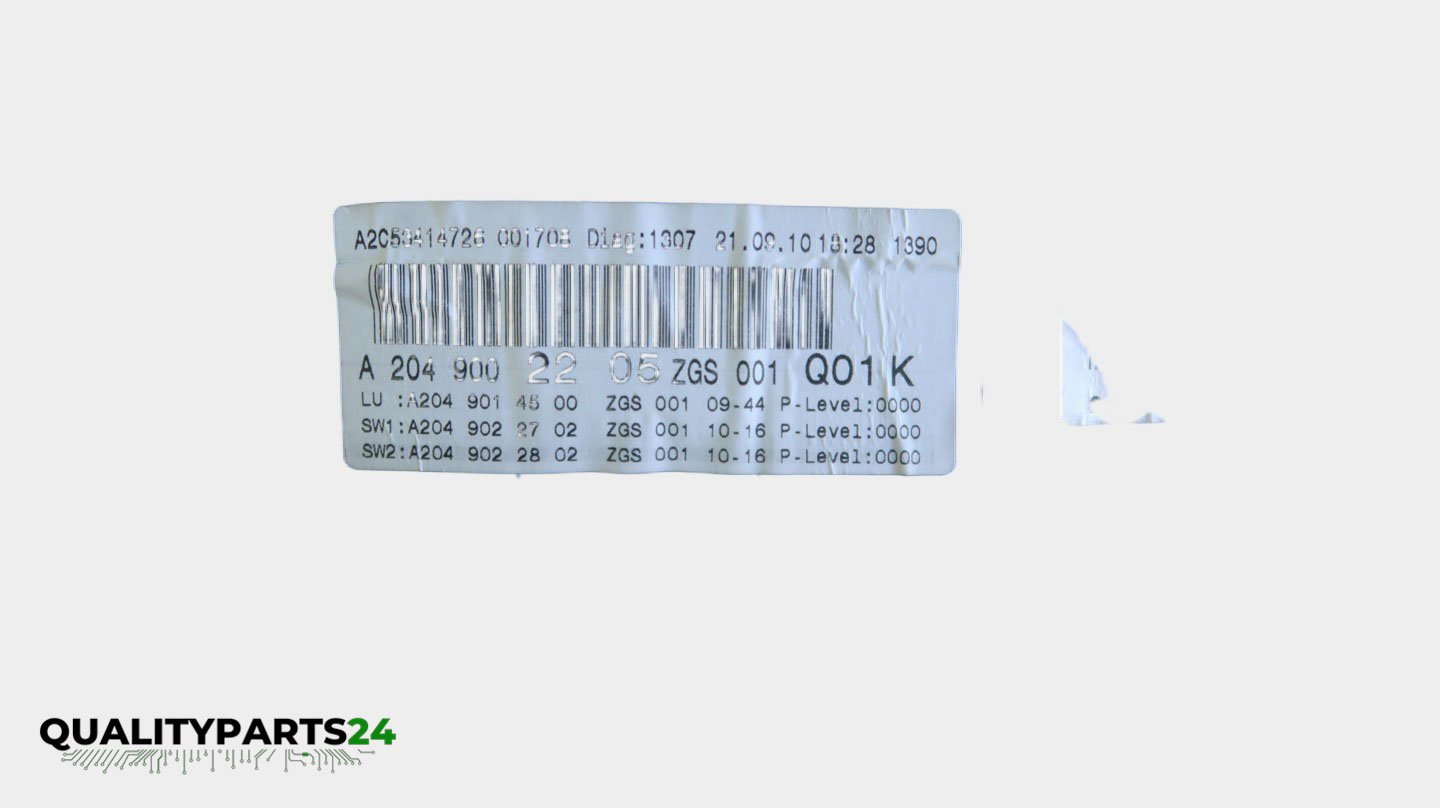 A2C53414726 001708 Diag:1307 21.09.10 18:28 1390
A 204 900 22 05 ZGS 001 Q01 K
LU :A204 901 45 00 ZGS 001 09-44 P-Level:0000
SW1:A204 902 27 02 ZGS 001 10-16 P-Level:0000
SW2:A204 902 28 02 ZGS 001 10-16 P-Level:0000
QUALITYPARTS24